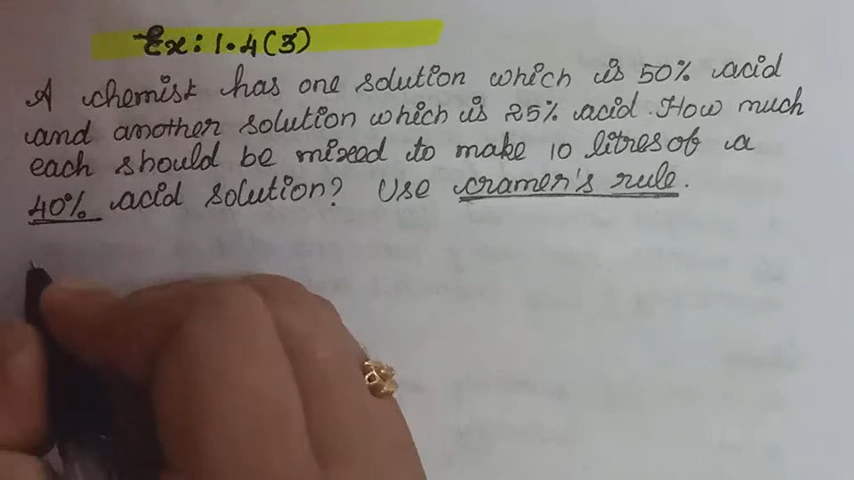 Ex: 1.4(3)
A chemist has one solution which is 50% acid
and another solution which is 25% acid. How much
each should be mixed to make 10 litres of a
40% acid solution? Use cramer's rule.